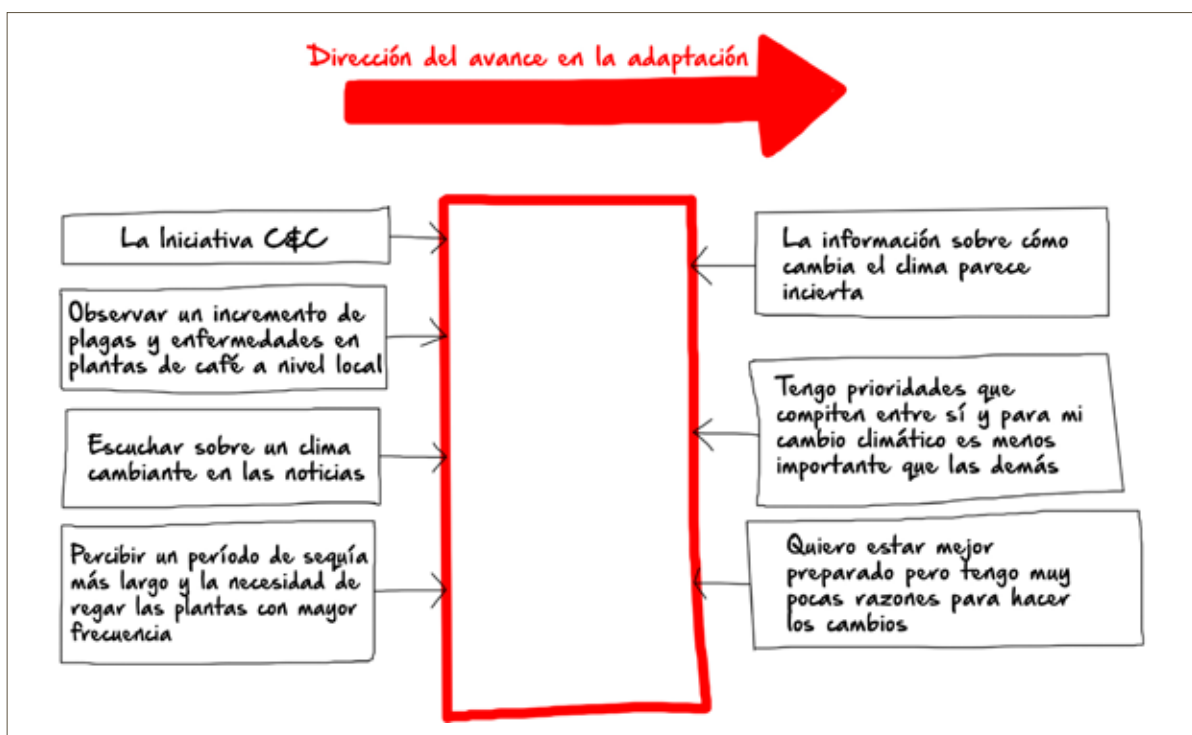 Dirección del avance en la adaptación
La Iniciativa C&C
Observar un incremento de
plagas y enfermedades en
plantas de café a nivel local
Escuchar sobre un clima
cambiante en las noticias
Percibir un período de sequía
más largo y la necesidad de
regar las plantas con mayor
frecuencia
La información sobre cómo
cambia el clima parece
incierta
Tengo prioridades que
compiten entre sí y para mi
cambio climático es menos
importante que las demás
Quiero estar mejor
preparado pero tengo muy
pocas razones para hacer
los cambios